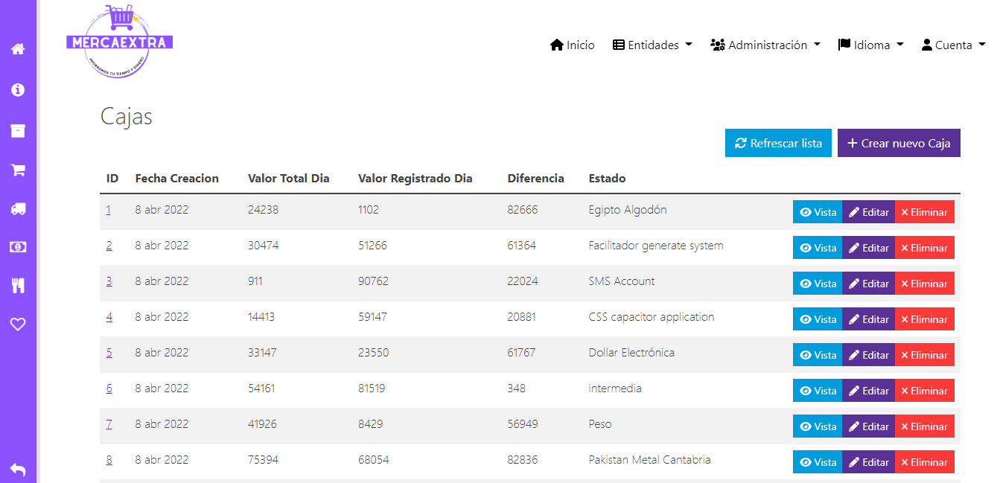 MERCAEXTRA
AHORRAMOS TU TIEMPO Y DINERO
Inicio Entidades Administración Idioma Cuenta
Cajas
Refrescar lista + Crear nuevo Caja
ID Fecha Creacion Valor Total Dia Valor Registrado Dia Diferencia Estado
1 8 abr 2022 24238 1102 82666 Egipto Algodón Vista Editar Eliminar
2 8 abr 2022 30474 51266 61364 Facilitador generate system Vista Editar Eliminar
3 8 abr 2022 911 90762 22024 SMS Account Vista Editar Eliminar
4 8 abr 2022 14413 59147 20881 CSS capacitor application Vista Editar Eliminar
5 8 abr 2022 33147 23550 61767 Dollar Electrónica Vista Editar Eliminar
6 8 abr 2022 54161 81519 348 intermedia Vista Editar Eliminar
7 8 abr 2022 41926 8429 56949 Peso Vista Editar Eliminar
8 8 abr 2022 75394 68054 82836 Pakistan Metal Cantabria Vista Editar Eliminar